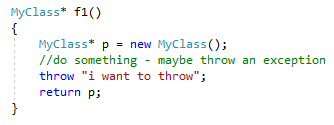 MyClass* f1()
{
MyClass* p = new MyClass();
//do something - maybe throw an exception
throw "i want to throw";
return p;
}